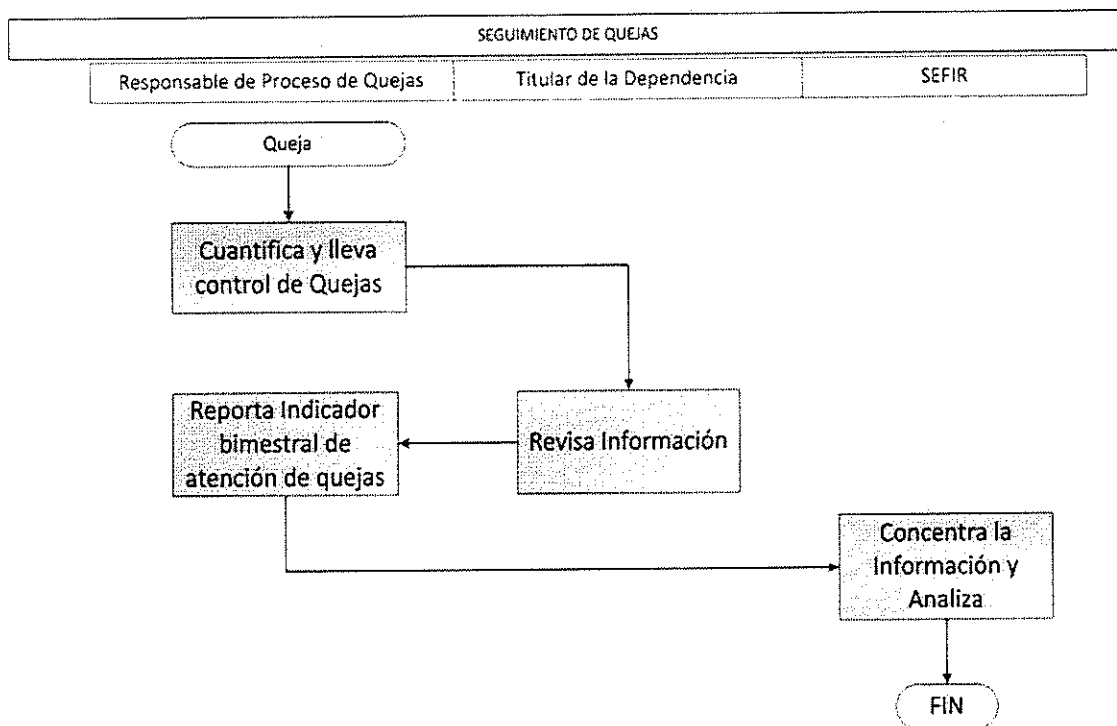 SEGUIMIENTO DE QUEJAS
Responsable de Proceso de Quejas
Titular de la Dependencia
SEFIR
Queja
Cuantifica y lleva
control de Quejas
Reporta Indicador
bimestral de
atención de quejas
Revisa Información
Concentra la
Información y
Analiza
FIN